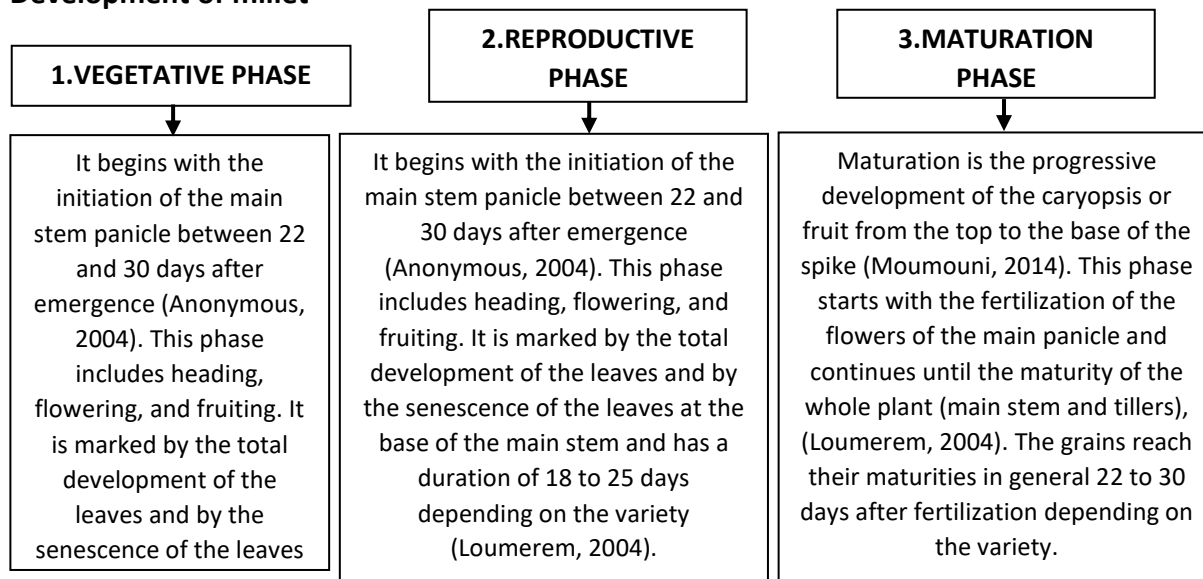 Development of millet
1.VEGETATIVE PHASE
It begins with the
initiation of the main
stem panicle between 22
and 30 days after
emergence (Anonymous,
2004). This phase
includes heading,
flowering, and fruiting. It
is marked by the total
development of the
leaves and by the
senescence of the leaves
2.REPRODUCTIVE
PHASE
It begins with the initiation of the
main stem panicle between 22 and
30 days after emergence
(Anonymous, 2004). This phase
includes heading, flowering, and
fruiting. It is marked by the total
development of the leaves and by
the senescence of the leaves at the
base of the main stem and has a
duration of 18 to 25 days
depending on the variety
(Loumerem, 2004).
3.MATURATION
PHASE
Maturation is the progressive
development of the caryopsis or
fruit from the top to the base of the
spike (Moumouni, 2014). This phase
starts with the fertilization of the
flowers of the main panicle and
continues until the maturity of the
whole plant (main stem and tillers),
(Loumerem, 2004). The grains reach
their maturities in general 22 to 30
days after fertilization depending on
the variety.